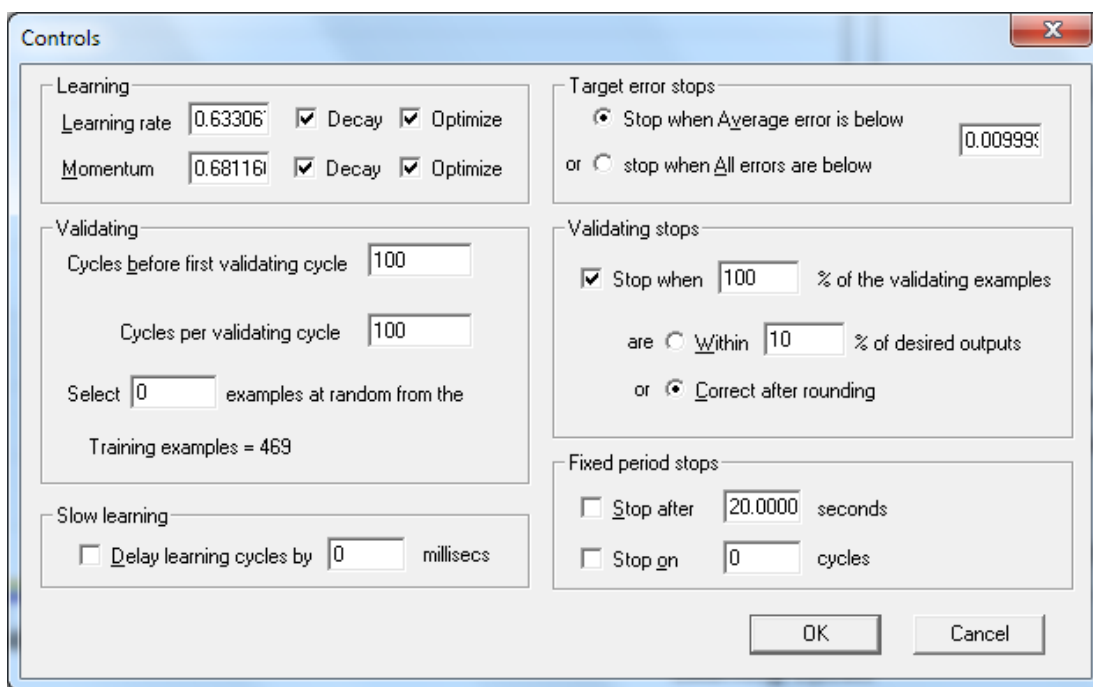 Controls
Learning
Learning rate 0.63306 Decay Optimize
Momentum 0.68116 Decay Optimize
Validating
Cycles before first validating cycle 100
Cycles per validating cycle 100
Select 0 examples at random from the
Training examples = 469
Slow learning
Delay learning cycles by 0 millisecs
Target error stops
Stop when Average error is below
0.00999
or stop when All errors are below
Validating stops
Stop when 100 % of the validating examples
are Within 10 % of desired outputs
or Correct after rounding
Fixed period stops
Stop after 20.0000 seconds
Stop on 0 cycles
OK Cancel